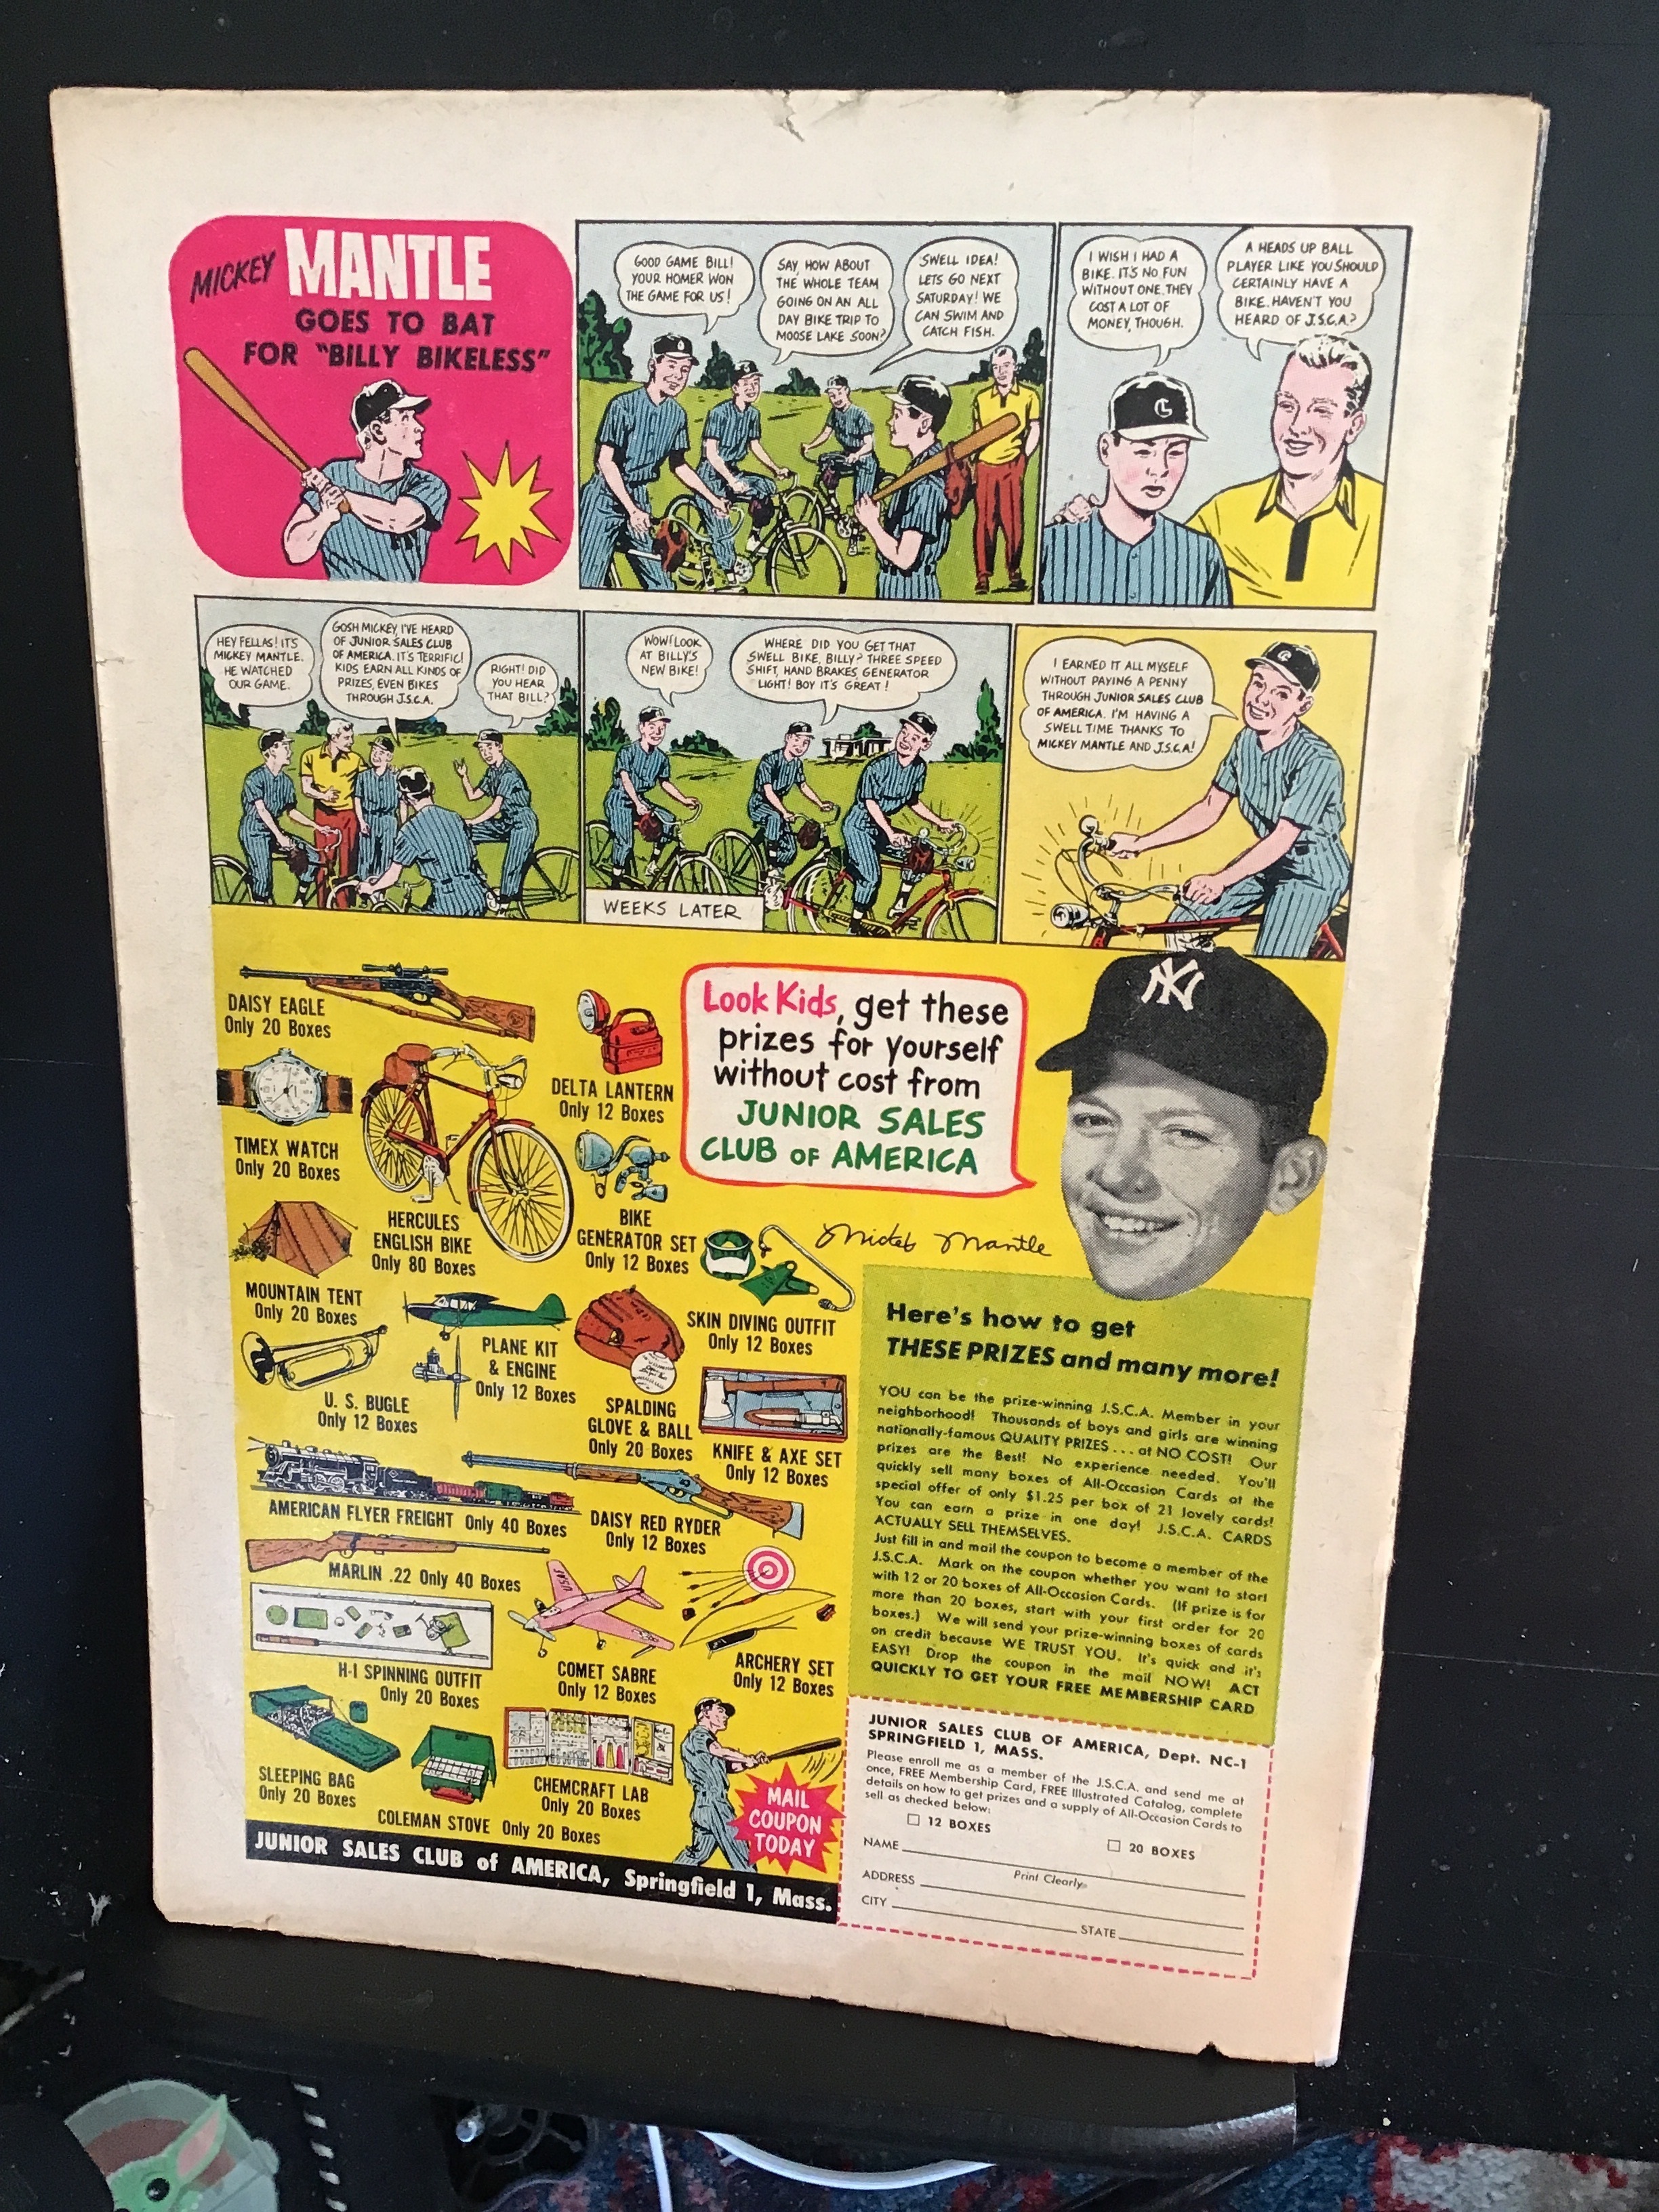 MICKEY MANTLE
GOES TO BAT
FOR "BILLY BIKELESS"
GOOD GAME BILL!
YOUR HOMER WON
THE GAME FOR US!
SAY, HOW ABOUT
THE WHOLE TEAM
GOING ON AN ALL
DAY BIKE TRIP TO
MOOSE LAKE SOON?
SWELL IDEA!
LETS GO NEXT
SATURDAY! WE
CAN SWIM AND
CATCH FISH.
I WISH I HAD A
BIKE. IT'S NO FUN
WITHOUT ONE. THEY
COST A LOT OF
MONEY, THOUGH.
A HEADS UP BALL
PLAYER LIKE YOU SHOULD
CERTAINLY HAVE A
BIKE. HAVEN'T YOU
HEARD OF J.S.C.A?
HEY FELLAS! IT'S
MICKEY MANTLE.
HE WATCHED
OUR GAME.
GOSH MICKEY, I'VE HEARD
OF JUNIOR SALES CLUB
OF AMERICA. IT'S TERRIFIC!
KIDS EARN ALL KINDS OF
PRIZES, EVEN BIKES
THROUGH J.S.C.A.
RIGHT! DID
YOU HEAR
THAT BILL?
WOW! LOOK
AT BILLY'S
NEW BIKE!
WHERE DID YOU GET THAT
SWELL BIKE, BILLY? THREE SPEED
SHIFT, HAND BRAKES, GENERATOR
LIGHT! BOY IT'S GREAT!
WEEKS LATER
I EARNED IT ALL MYSELF
WITHOUT PAYING A PENNY
THROUGH JUNIOR SALES CLUB
OF AMERICA. I'M HAVING A
SWELL TIME THANKS TO
MICKEY MANTLE AND J.S.C.A!
DAISY EAGLE
Only 20 Boxes
DELTA LANTERN
Only 12 Boxes
Look Kids, get these
prizes for yourself
without cost from
JUNIOR SALES
CLUB OF AMERICA
NY
Mickey Mantle
TIMEX WATCH
Only 20 Boxes
HERCULES
ENGLISH BIKE
Only 80 Boxes
BIKE
GENERATOR SET
Only 12 Boxes
MOUNTAIN TENT
Only 20 Boxes
SKIN DIVING OUTFIT
Only 12 Boxes
PLANE KIT
& ENGINE
Only 12 Boxes
U. S. BUGLE
Only 12 Boxes
SPALDING
GLOVE & BALL
Only 20 Boxes
KNIFE & AXE SET
Only 12 Boxes
AMERICAN FLYER FREIGHT Only 40 Boxes
DAISY RED RYDER
Only 12 Boxes
MARLIN .22 Only 40 Boxes
USAF
H-I SPINNING OUTFIT
Only 20 Boxes
COMET SABRE
Only 12 Boxes
ARCHERY SET
Only 12 Boxes
SLEEPING BAG
Only 20 Boxes
CHEMCRAFT LAB
Only 20 Boxes
COLEMAN STOVE Only 20 Boxes
MAIL
COUPON
TODAY
JUNIOR SALES CLUB of AMERICA, Springfield 1, Mass.
Here's how to get
THESE PRIZES and many more!
YOU can be the prize-winning J.S.C.A. Member in your
neighborhood! Thousands of boys and girls are winning
nationally-famous QUALITY PRIZES . . . at NO COST! Our
prizes are the Best! No experience needed. You'll
quickly sell many boxes of All-Occasion Cards at the
special offer of only $1.25 per box of 21 lovely cards!
You can earn a prize in one day! J.S.C.A. CARDS
ACTUALLY SELL THEMSELVES.
Just fill in and mail the coupon to become a member of the
J.S.C.A. Mark on the coupon whether you want to start
with 12 or 20 boxes of All-Occasion Cards. (If prize is for
more than 20 boxes, start with your first order for 20
boxes.) We will send your prize-winning boxes of cards
on credit because WE TRUST YOU. It's quick and it's
EASY! Drop the coupon in the mail NOW! ACT
QUICKLY TO GET YOUR FREE MEMBERSHIP CARD
JUNIOR SALES CLUB OF AMERICA, Dept. NC-1
SPRINGFIELD 1, MASS.
Please enroll me as a member of the J.S.C.A. and send me at
once, FREE Membership Card, FREE Illustrated Catalog, complete
details on how to get prizes and a supply of All-Occasion Cards to
sell as checked below:
☐ 12 BOXES ☐ 20 BOXES
NAME
Print Clearly
ADDRESS
CITY STATE